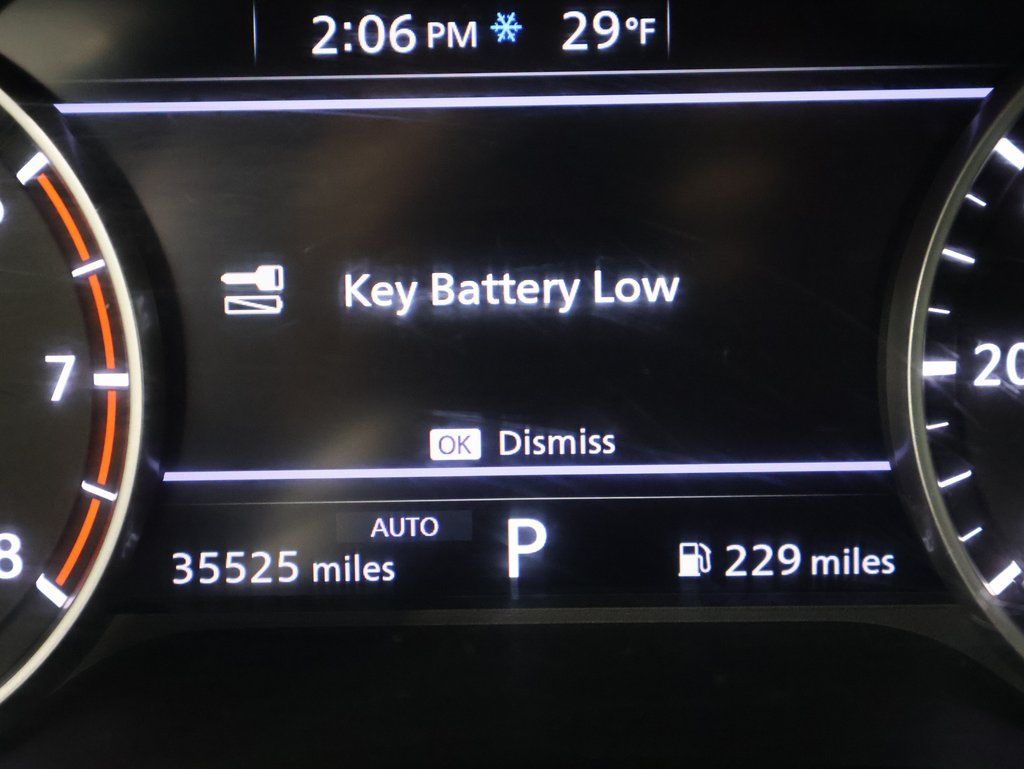 2:06 PM 29°F
Key Battery Low
7
20
OK Dismiss
AUTO
P
8
35525 miles
229 miles